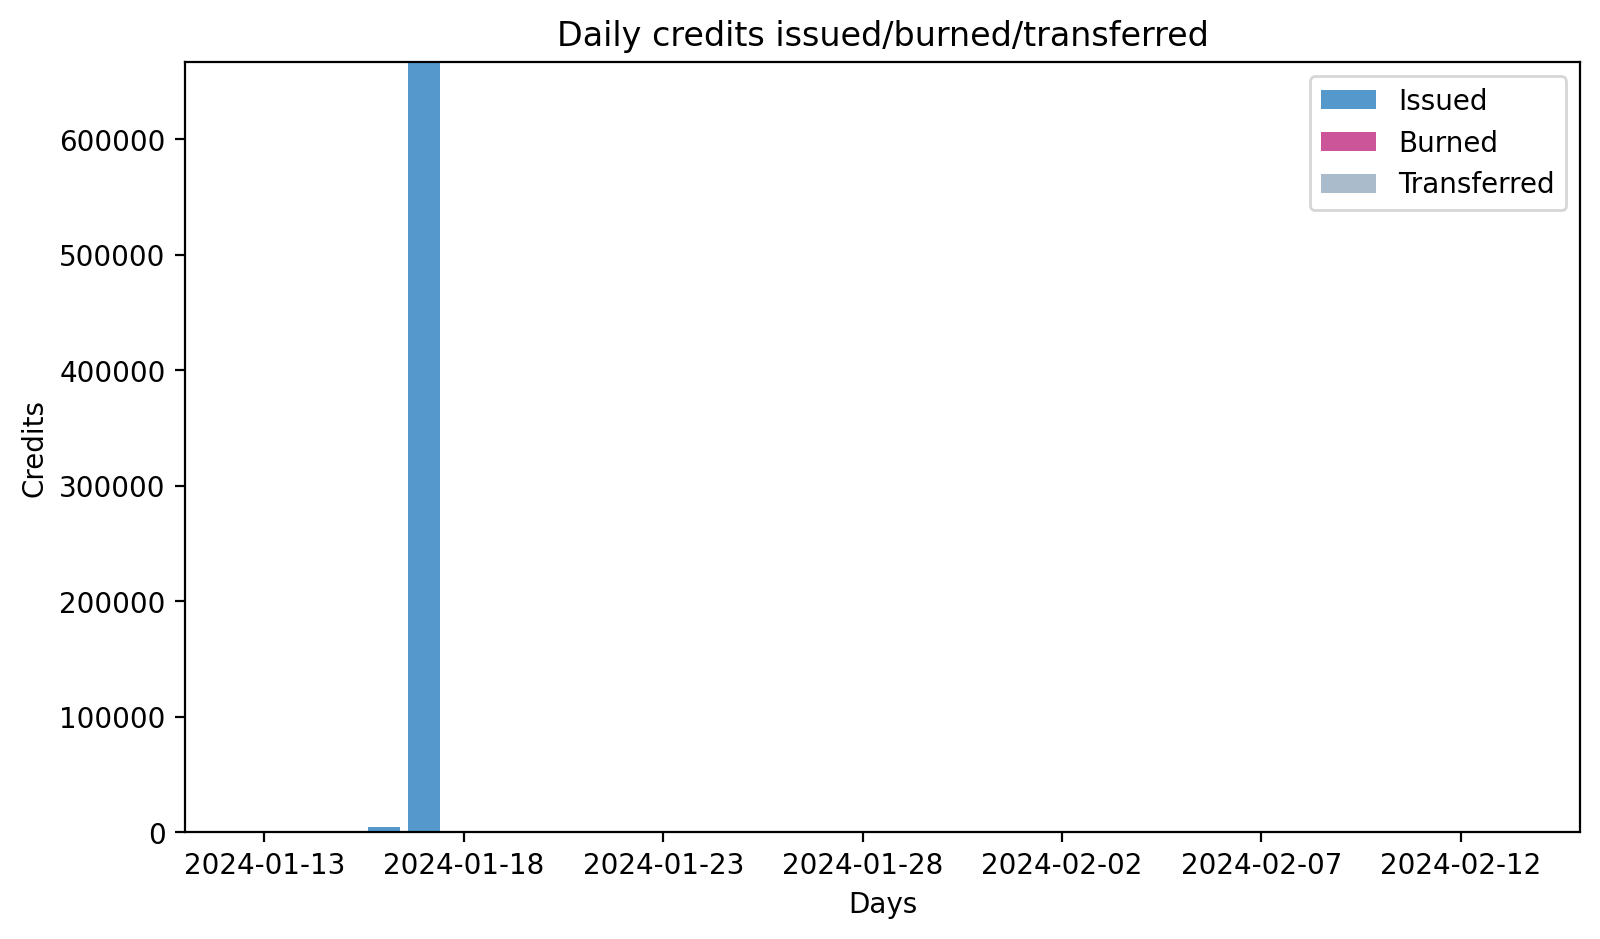 Daily credits issued/burned/transferred
Issued
Burned
Transferred
Credits
600000
500000
400000
300000
200000
100000
0
2024-01-13 2024-01-18 2024-01-23 2024-01-28 2024-02-02 2024-02-07 2024-02-12
Days